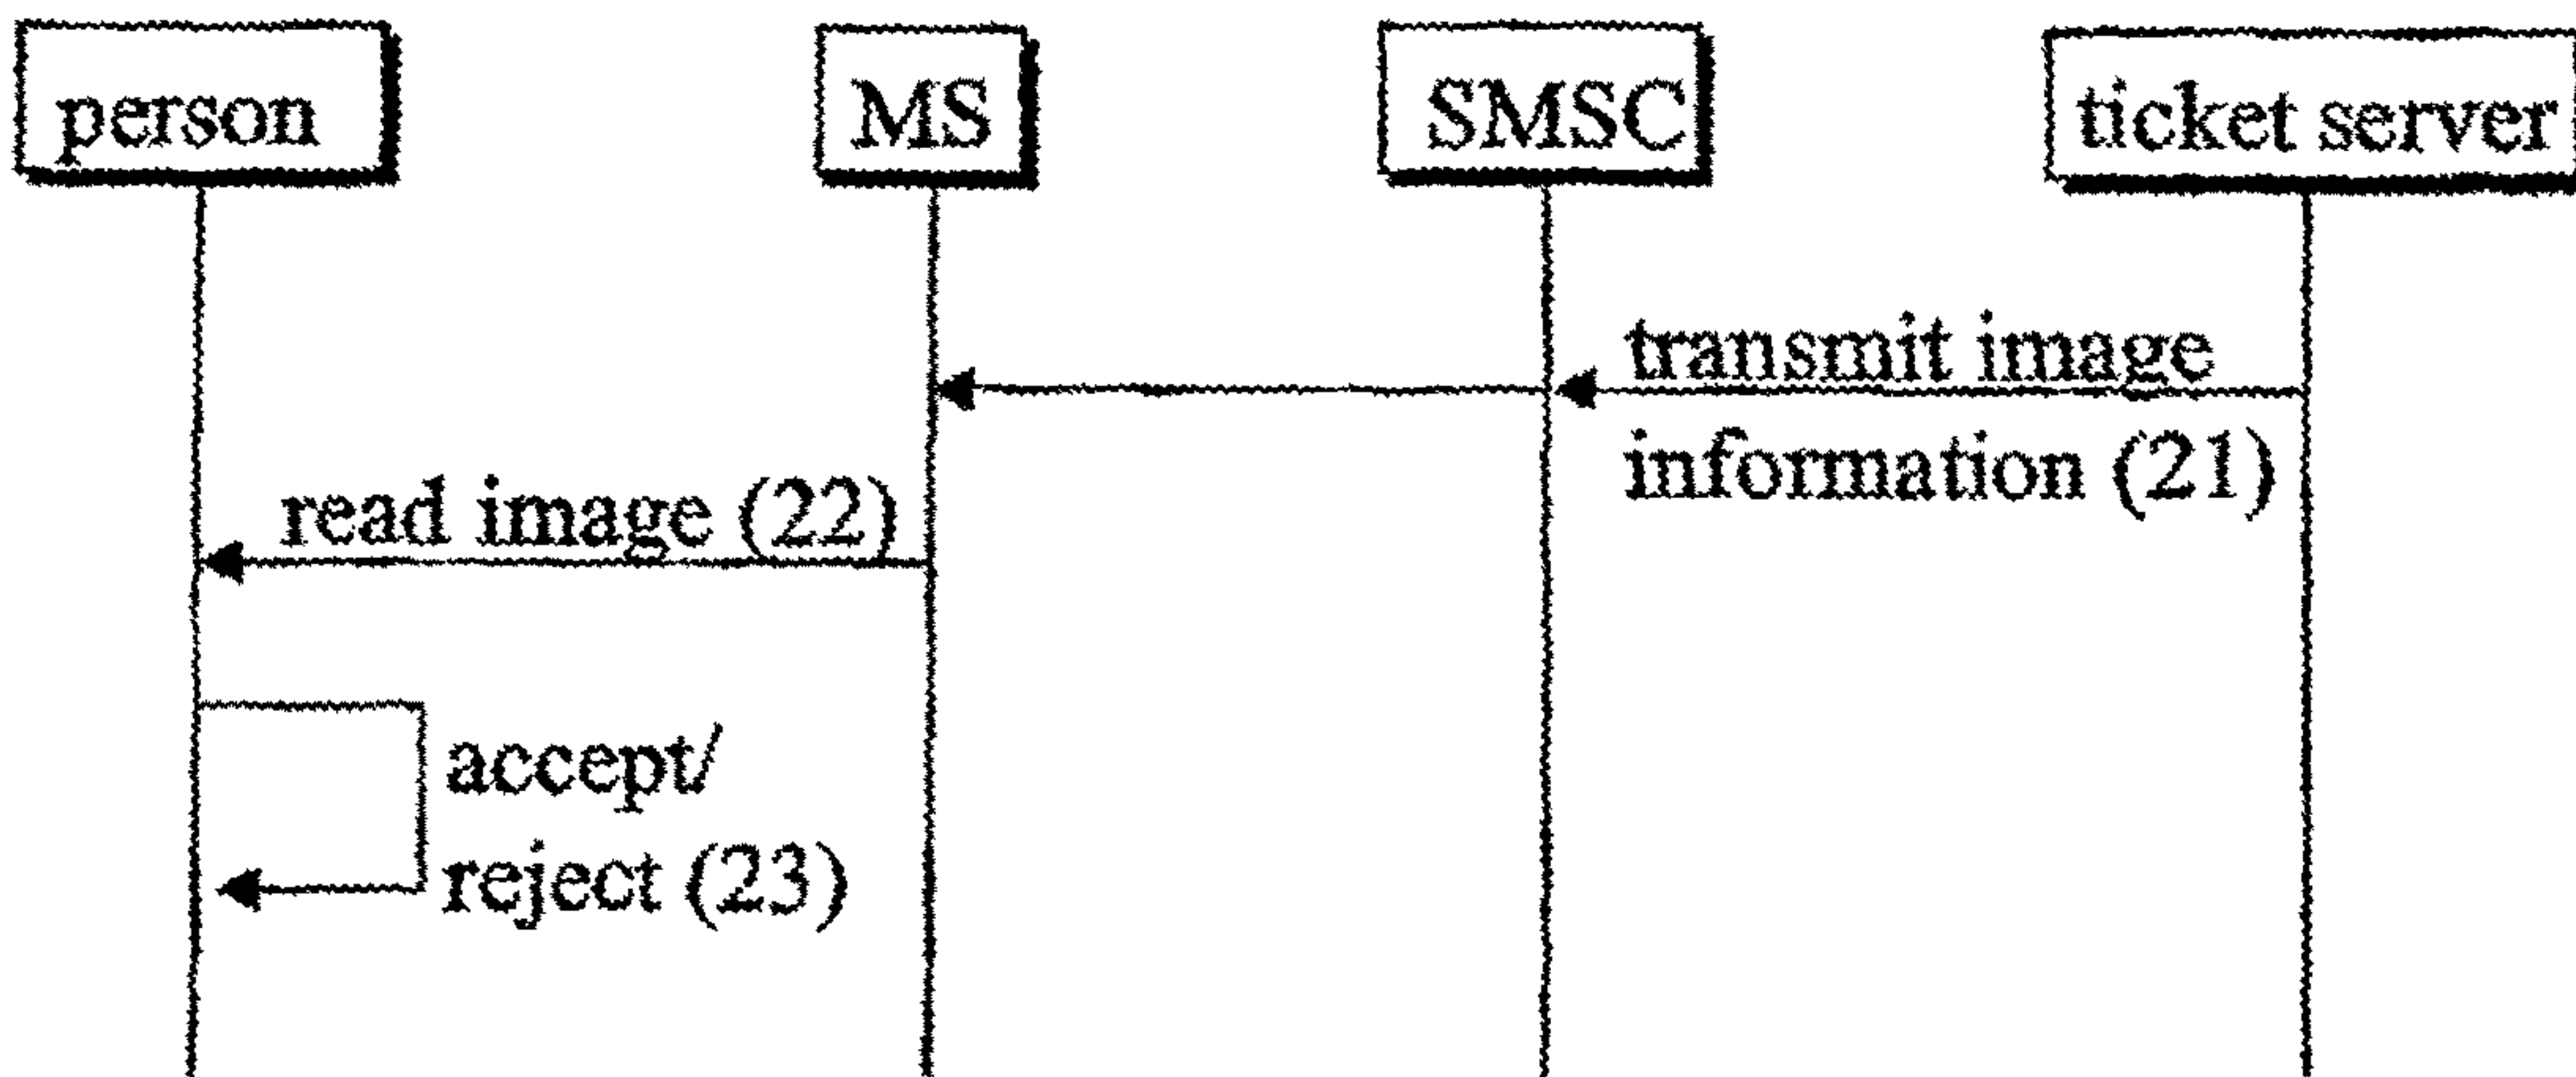 person
MS
SMSC
ticket server
transmit image
information (21)
read image (22)
accept/
reject (23)